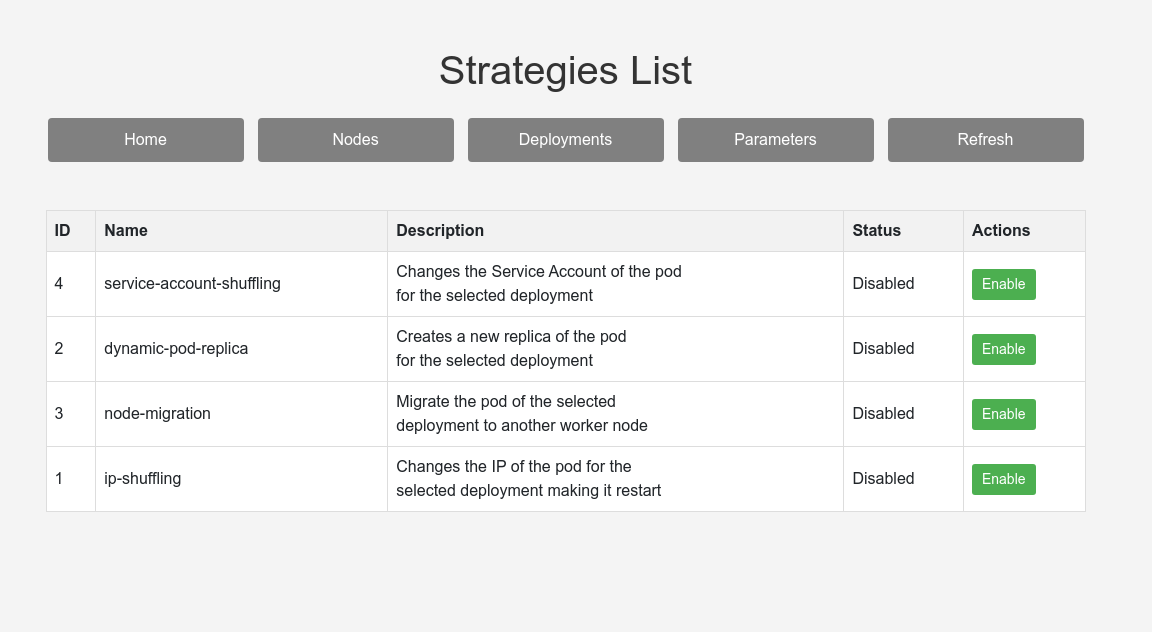 Strategies List
Home Nodes Deployments Parameters Refresh
ID Name Description Status Actions
4 service-account-shuffling Changes the Service Account of the pod Disabled Enable
for the selected deployment
2 dynamic-pod-replica Creates a new replica of the pod Disabled Enable
for the selected deployment
3 node-migration Migrate the pod of the selected Disabled Enable
deployment to another worker node
1 ip-shuffling Changes the IP of the pod for the Disabled Enable
selected deployment making it restart